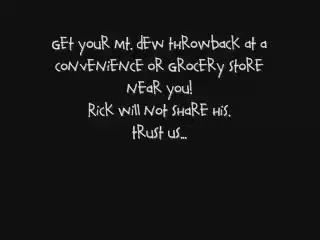 Get your Mt. Dew Throwback at a
convenience or grocery store
near you!
Rick will not share his.
Trust us...